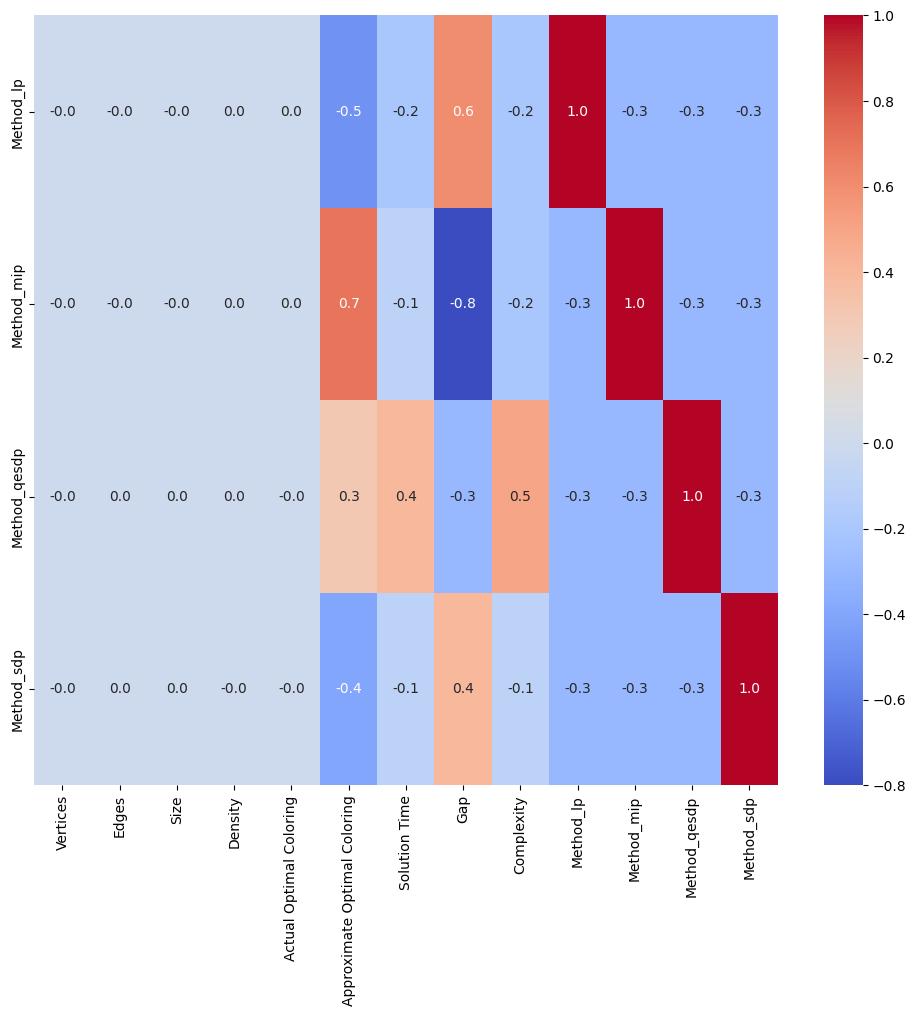 Method_lp -0.0 -0.0 -0.0 0.0 0.0 -0.5 -0.2 0.6 -0.2 1.0 -0.3 -0.3 -0.3
Method_mip -0.0 -0.0 -0.0 0.0 0.0 0.7 -0.1 -0.8 -0.2 -0.3 1.0 -0.3 -0.3
Method_qesdp -0.0 0.0 0.0 0.0 -0.0 0.3 0.4 -0.3 0.5 -0.3 -0.3 1.0 -0.3
Method_sdp -0.0 0.0 0.0 -0.0 -0.0 -0.4 -0.1 0.4 -0.1 -0.3 -0.3 -0.3 1.0
Vertices
Edges
Size
Density
Actual Optimal Coloring
Approximate Optimal Coloring
Solution Time
Gap
Complexity
Method_lp
Method_mip
Method_qesdp
Method_sdp
1.0
0.8
0.6
0.4
0.2
0.0
−0.2
−0.4
−0.6
−0.8